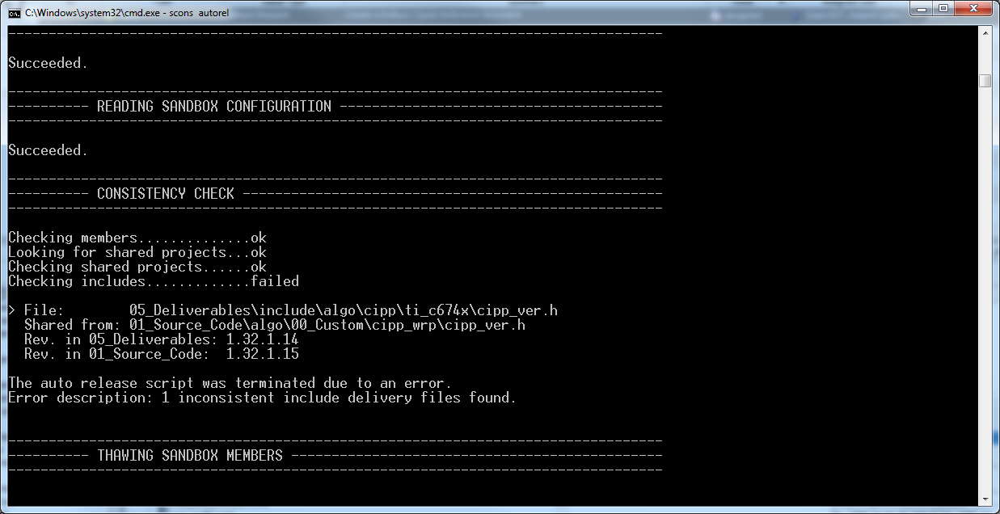 C:\Windows\system32\cmd.exe - scons  autorel
---------------------------------------------------------------------------------
Succeeded.
---------------------------------------------------------------------------------
---------- READING SANDBOX CONFIGURATION ----------------------------------------
---------------------------------------------------------------------------------
Succeeded.
---------------------------------------------------------------------------------
---------- CONSISTENCY CHECK ----------------------------------------------------
---------------------------------------------------------------------------------
Checking members..............ok
Looking for shared projects...ok
Checking shared projects......ok
Checking includes.............failed
> File:        05_Deliverables\include\algo\cipp\ti_c674x\cipp_ver.h
  Shared from: 01_Source_Code\algo\00_Custom\cipp_wrp\cipp_ver.h
  Rev. in 05_Deliverables: 1.32.1.14
  Rev. in 01_Source_Code:  1.32.1.15
The auto release script was terminated due to an error.
Error description: 1 inconsistent include delivery files found.
---------------------------------------------------------------------------------
---------- THAWING SANDBOX MEMBERS ----------------------------------------------
---------------------------------------------------------------------------------